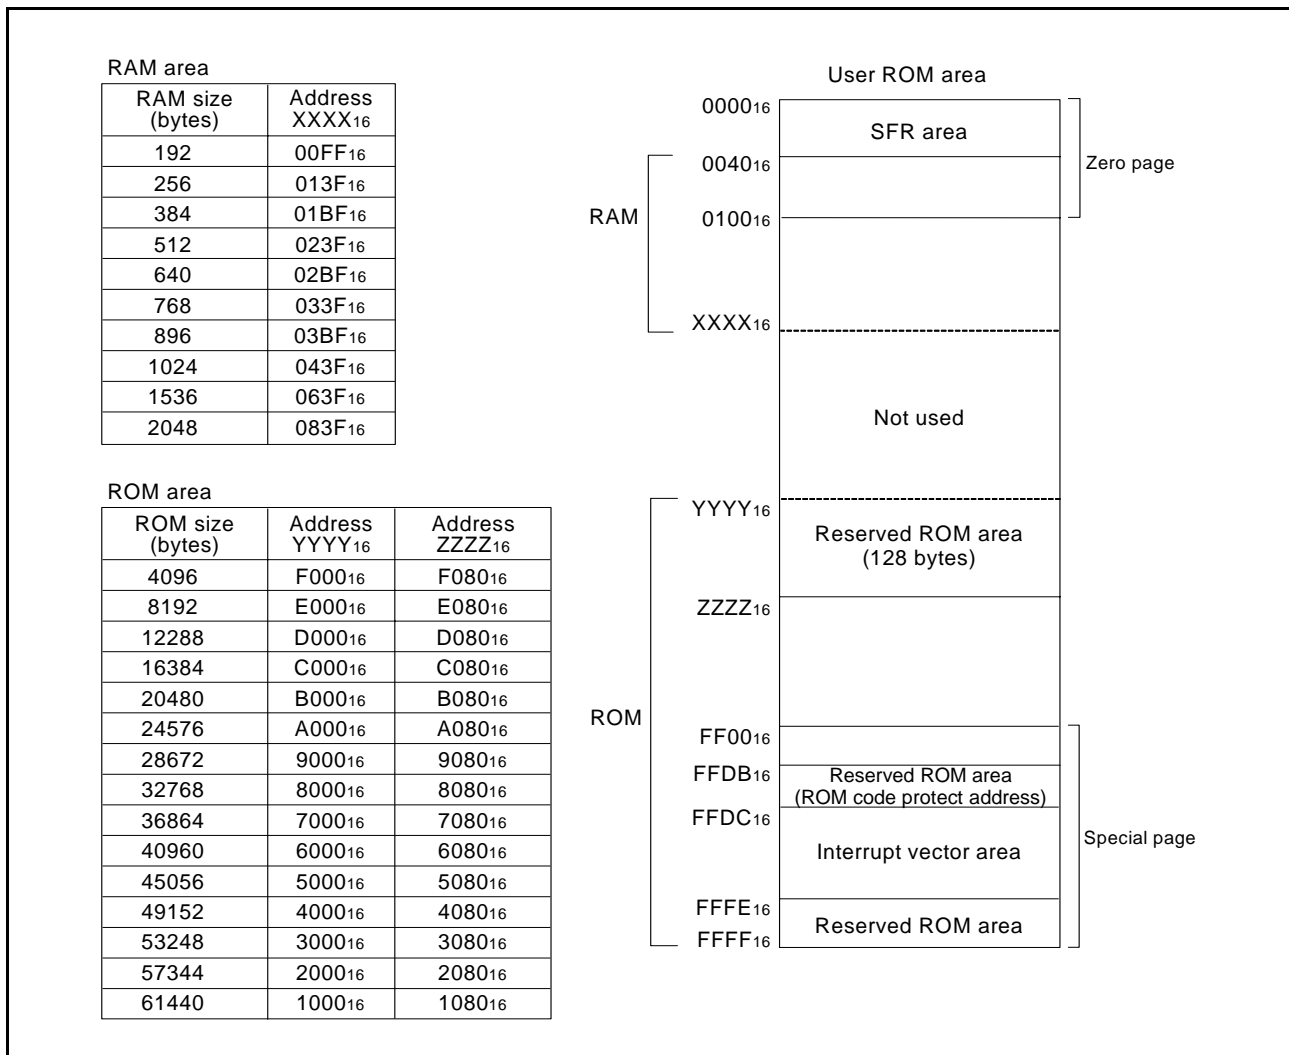 RAM area
RAM size (bytes) Address XXXX16
192 00FF16
256 013F16
384 01BF16
512 023F16
640 02BF16
768 033F16
896 03BF16
1024 043F16
1536 063F16
2048 083F16
ROM area
ROM size (bytes) Address YYYY16 Address ZZZZ16
4096 F00016 F08016
8192 E00016 E08016
12288 D00016 D08016
16384 C00016 C08016
20480 B00016 B08016
24576 A00016 A08016
28672 900016 908016
32768 800016 808016
36864 700016 708016
40960 600016 608016
45056 500016 508016
49152 400016 408016
53248 300016 308016
57344 200016 208016
61440 100016 108016
User ROM area
000016
SFR area
004016
Zero page
RAM
010016
XXXX16
Not used
YYYY16
Reserved ROM area
(128 bytes)
ZZZZ16
ROM
FF0016
FFDB16
Reserved ROM area
(ROM code protect address)
FFDC16
Special page
Interrupt vector area
FFFE16
Reserved ROM area
FFFF16